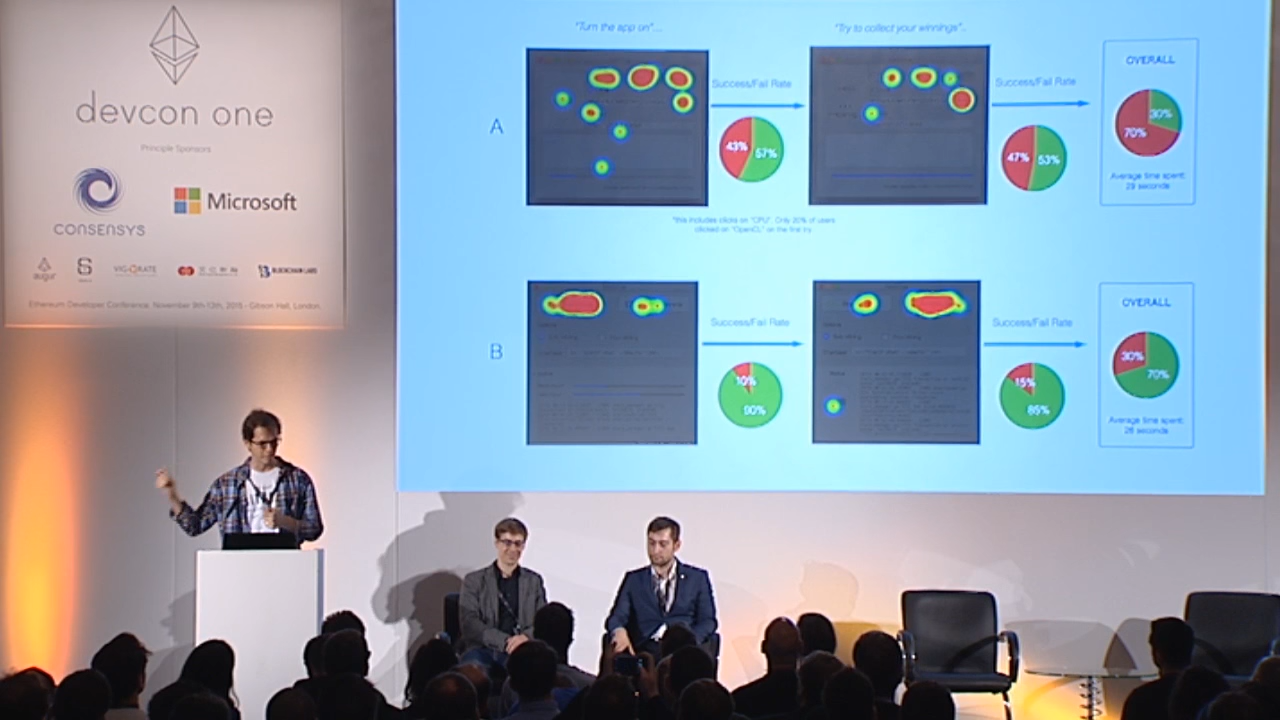 devcon one
Principle Sponsors
CONSENSYS
Microsoft
augur
VIGORATE
BLOCKCHAIN LABS
Ethereum Developer Conference: November 9th-13th, 2015 - Gibson Hall, London
"Turn the app on"...
"Try to collect your winnings"..
A
Success/Fail Rate
43%
57%
Success/Fail Rate
47%
53%
OVERALL
30%
70%
Average time spent:
29 seconds
*this includes clicks on "CPU". Only 20% of users
clicked on "OpenCL" on the first try
B
Success/Fail Rate
10%
90%
Success/Fail Rate
15%
85%
OVERALL
30%
70%
Average time spent:
26 seconds